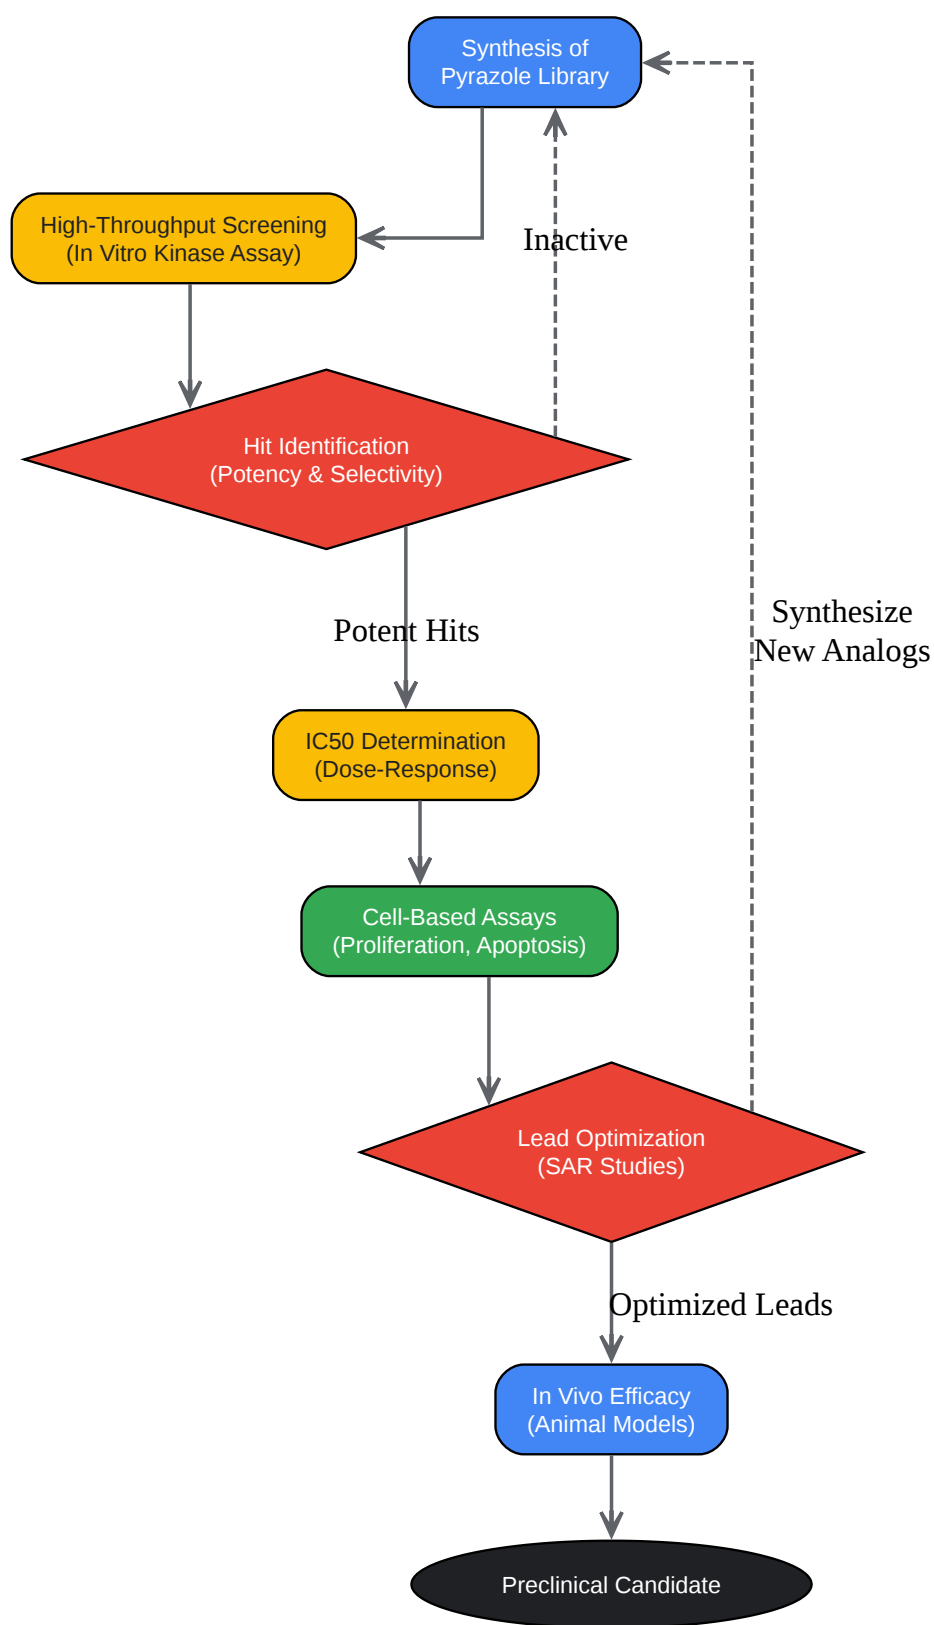 Synthesis of
Pyrazole Library
High-Throughput Screening
(In Vitro Kinase Assay)
Inactive
Hit Identification
(Potency & Selectivity)
Potent Hits
Synthesize
New Analogs
IC50 Determination
(Dose-Response)
Cell-Based Assays
(Proliferation, Apoptosis)
Lead Optimization
(SAR Studies)
Optimized Leads
In Vivo Efficacy
(Animal Models)
Preclinical Candidate